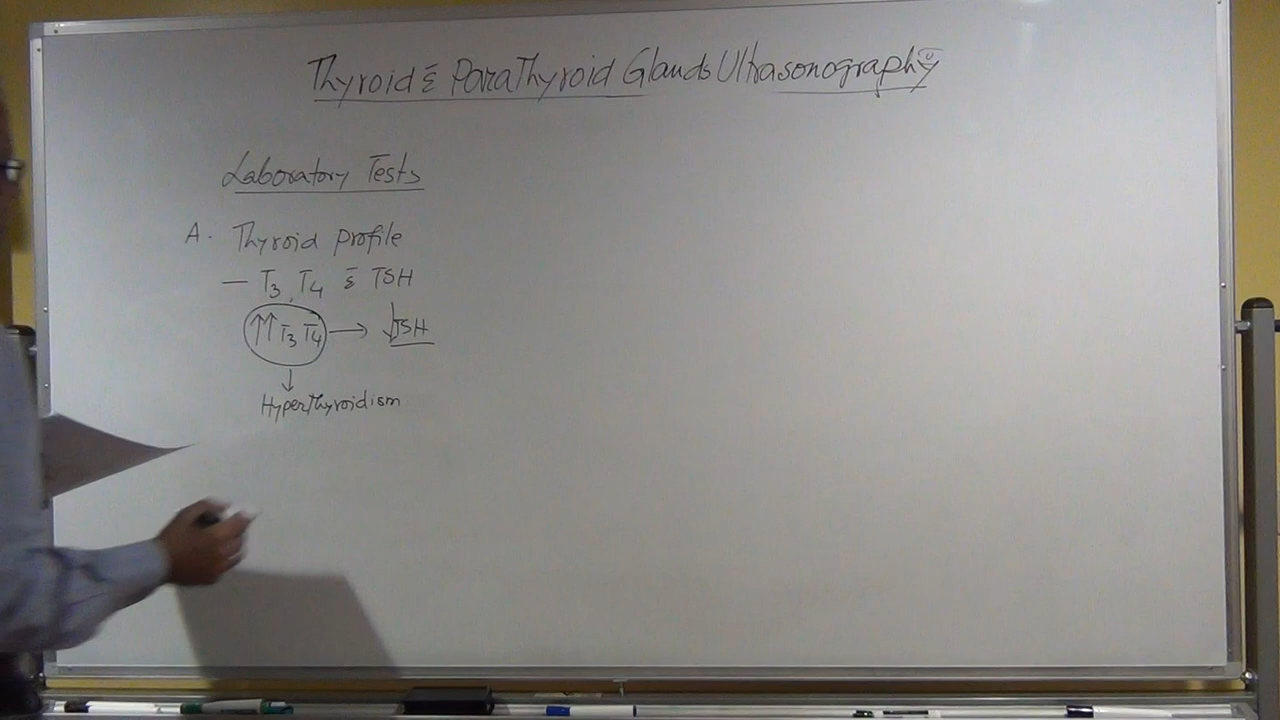 Thyroid & ParaThyroid Glands Ultrasonography
Laboratory Tests
A. Thyroid profile
— T3, T4 & TSH
↑↑ T3 T4 → ↓TSH
↓
Hyperthyroidism